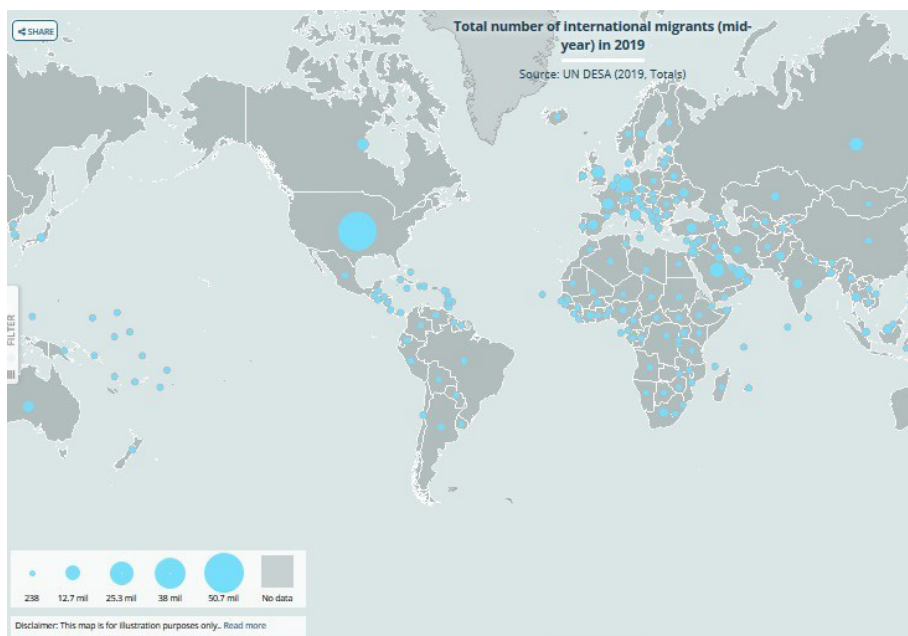 SHARE
Total number of international migrants (mid-
year) in 2019
Source: UN DESA (2019, Totals)
FILTER
238 12.7 mil 25.3 mil 38 mil 50.7 mil No data
Disclaimer: This map is for illustration purposes only.. Read more